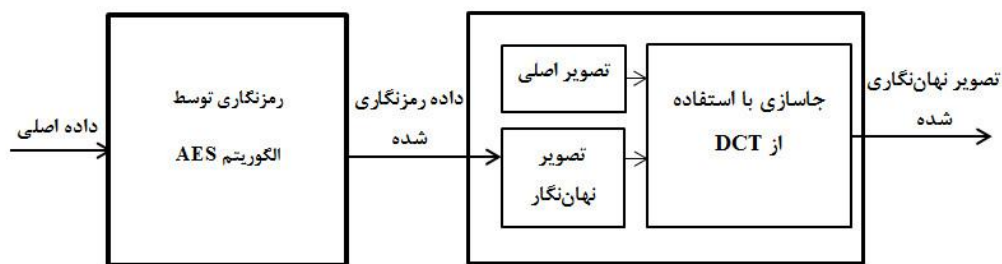 داده اصلی
رمزنگاری توسط
الگوریتم AES
داده رمزنگاری
شده
تصویر اصلی
تصویر
نهان‌نگار
جاسازی با استفاده
از DCT
تصویر نهان‌نگاری
شده